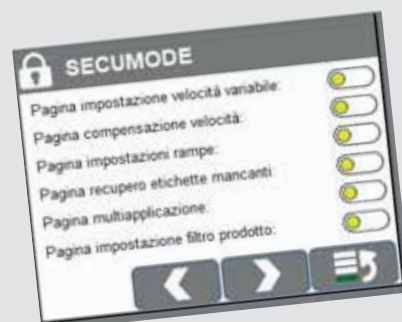 SECUMODE
Pagina impostazione velocità variabile:
Pagina compensazione velocità:
Pagina impostazioni rampe:
Pagina recupero etichette mancanti:
Pagina multiapplicazione:
Pagina impostazione filtro prodotto: